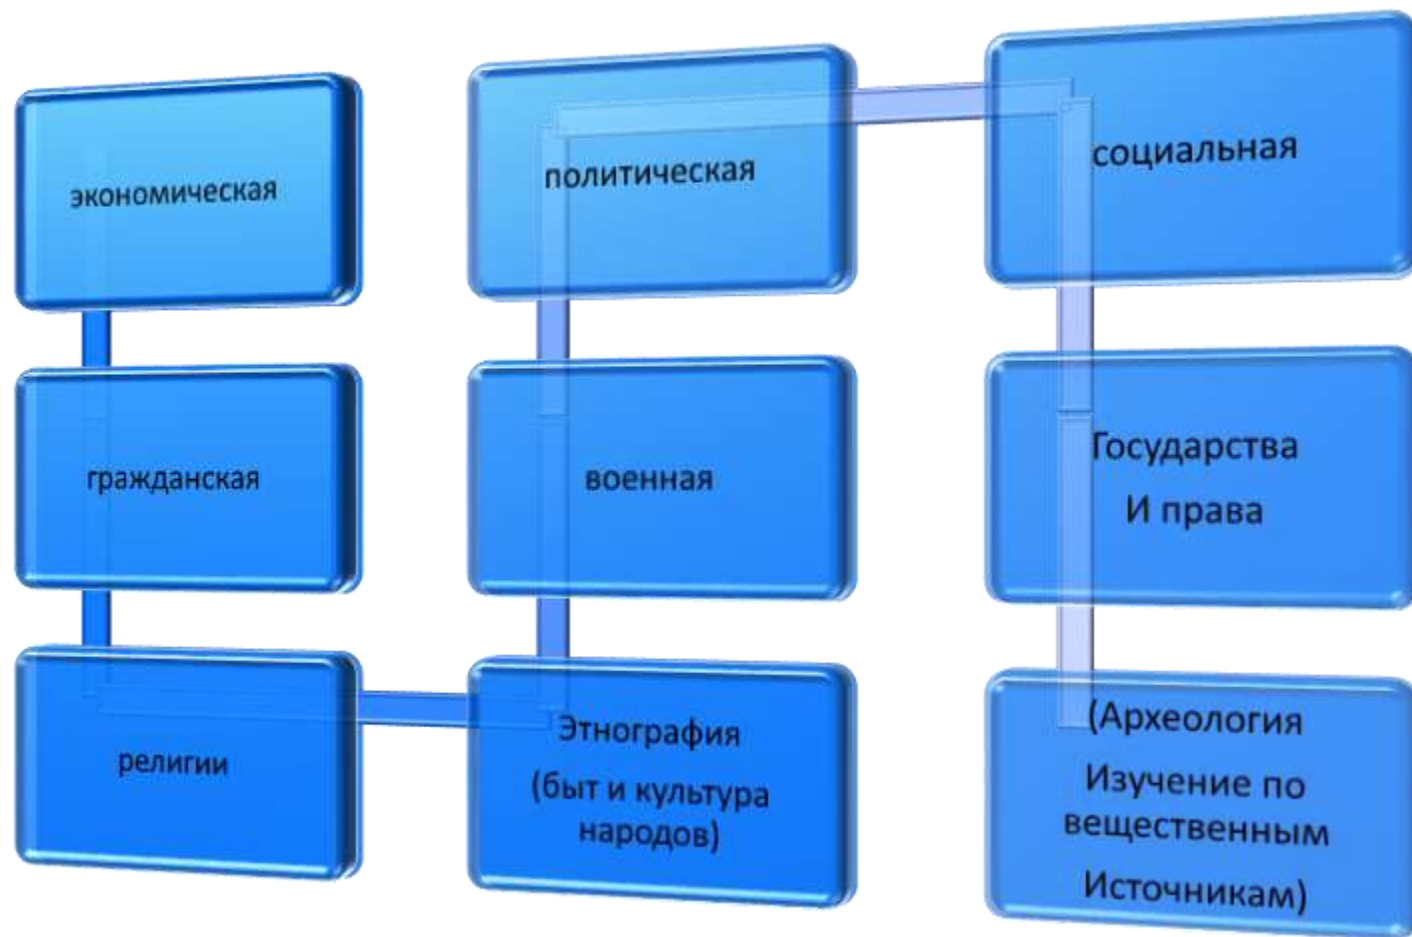 экономическая
гражданская
религии
Этнография
(быт и культура
народов)
военная
политическая
социальная
Государства
И права
(Археология
Изучение по
вещественным
Источникам)